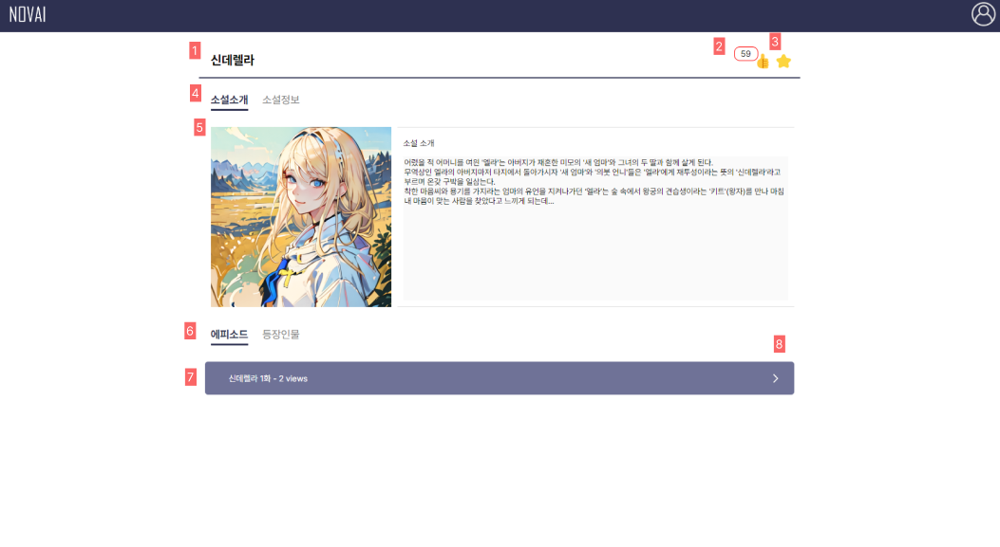 NOVAI
1
2
3
신데렐라
59
4
소설소개 소설정보
5
소설 소개
어렸을 적 어머니를 여읜 '엘라'는 아버지가 재혼한 미모의 '새 엄마'와 그녀의 두 딸과 함께 살게 된다.
무역상인 엘라의 아버지마저 타지에서 돌아가시자 '새 엄마'와 '의붓 언니'들은 '엘라'에게 재투성이라는 뜻의 '신데렐라'라고
부르며 온갖 구박을 일삼는다.
착한 마음씨와 용기를 가지라는 엄마의 유언을 지켜나가던 '엘라'는 숲 속에서 왕궁의 견습생이라는 '키트'(왕자)를 만나 마침
내 마음이 맞는 사람을 찾았다고 느끼게 되는데...
6
에피소드 등장인물
8
7
신데렐라 1화 - 2 views